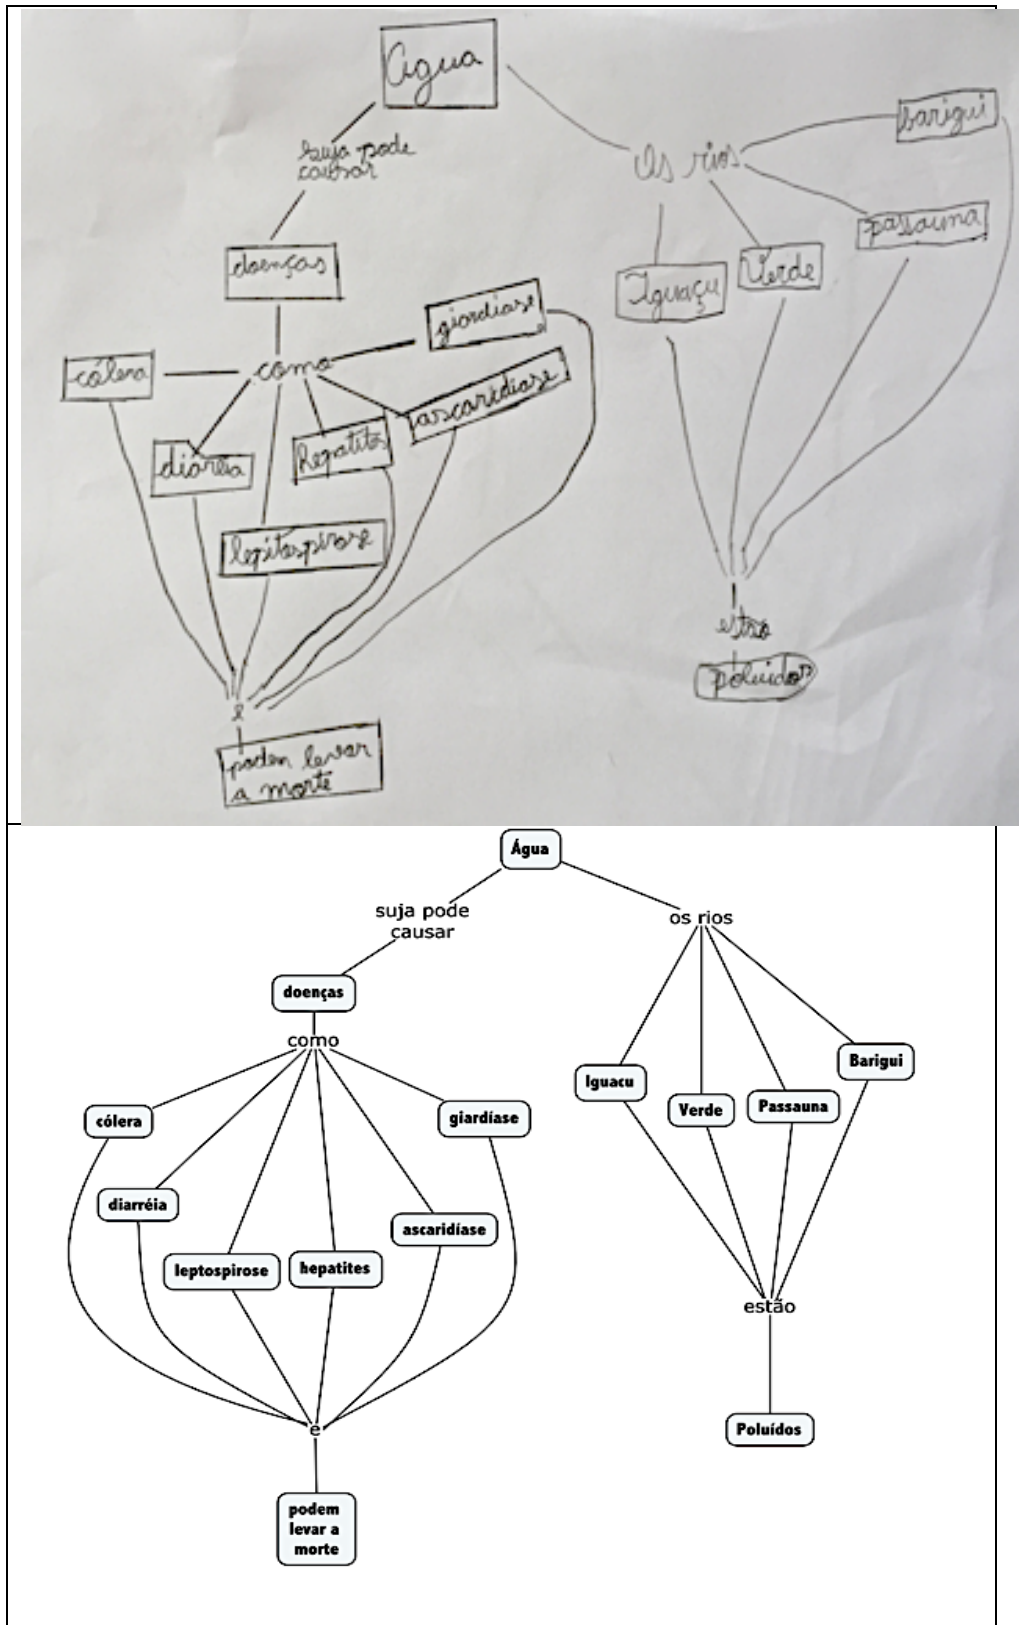 Água
suja pode
causar
Os rios
barigui
passauna
doenças
Iguaçu
Verde
giardiase
cólera
como
ascaridiase
diaréia
Hepatites
lepitospirose
estão
poluidos
e
podem levar
a morte
Água
suja pode
causar
os rios
doenças
como
Barigui
Iguacu
Verde
Passauna
cólera
giardíase
diarréia
ascaridíase
leptospirose
hepatites
estão
e
Poluídos
podem
levar a
morte